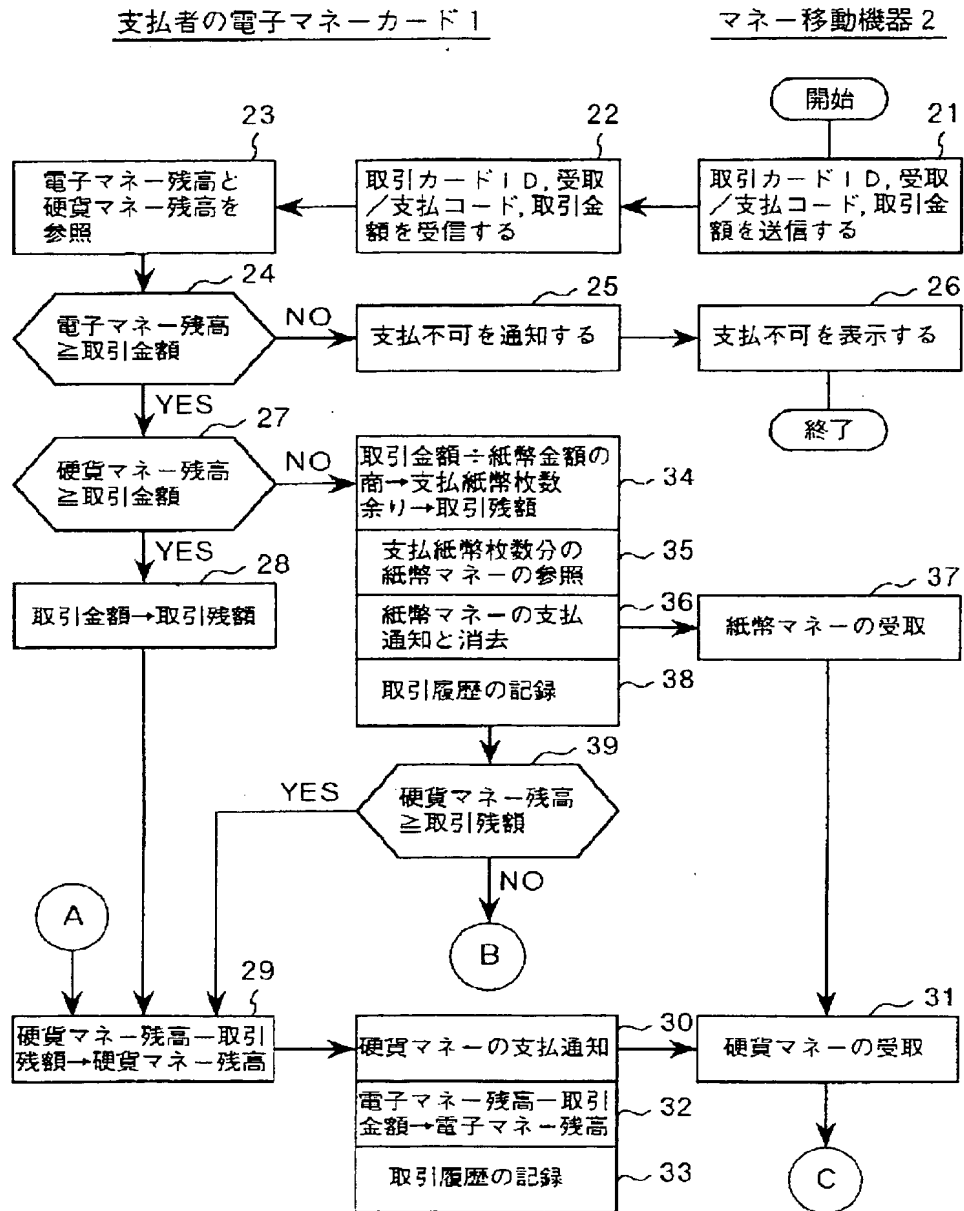 支払者の電子マネーカード1
マネー移動機器2
開始
23
22
21
電子マネー残高と
硬貨マネー残高を
参照
取引カードID,受取
/支払コード,取引金
額を受信する
取引カードID,受取
/支払コード,取引金
額を送信する
24
電子マネー残高
≧取引金額
NO
25
支払不可を通知する
26
支払不可を表示する
YES
終了
27
硬貨マネー残高
≧取引金額
NO
取引金額÷紙幣金額の
商→支払紙幣枚数
余り→取引残額
34
YES
支払紙幣枚数分の
紙幣マネーの参照
35
28
取引金額→取引残額
紙幣マネーの支払
通知と消去
36
37
紙幣マネーの受取
取引履歴の記録
38
39
YES
硬貨マネー残高
≧取引残額
NO
A
B
29
硬貨マネー残高-取引
残額→硬貨マネー残高
硬貨マネーの支払通知
30
31
硬貨マネーの受取
電子マネー残高-取引
金額→電子マネー残高
32
取引履歴の記録
33
C